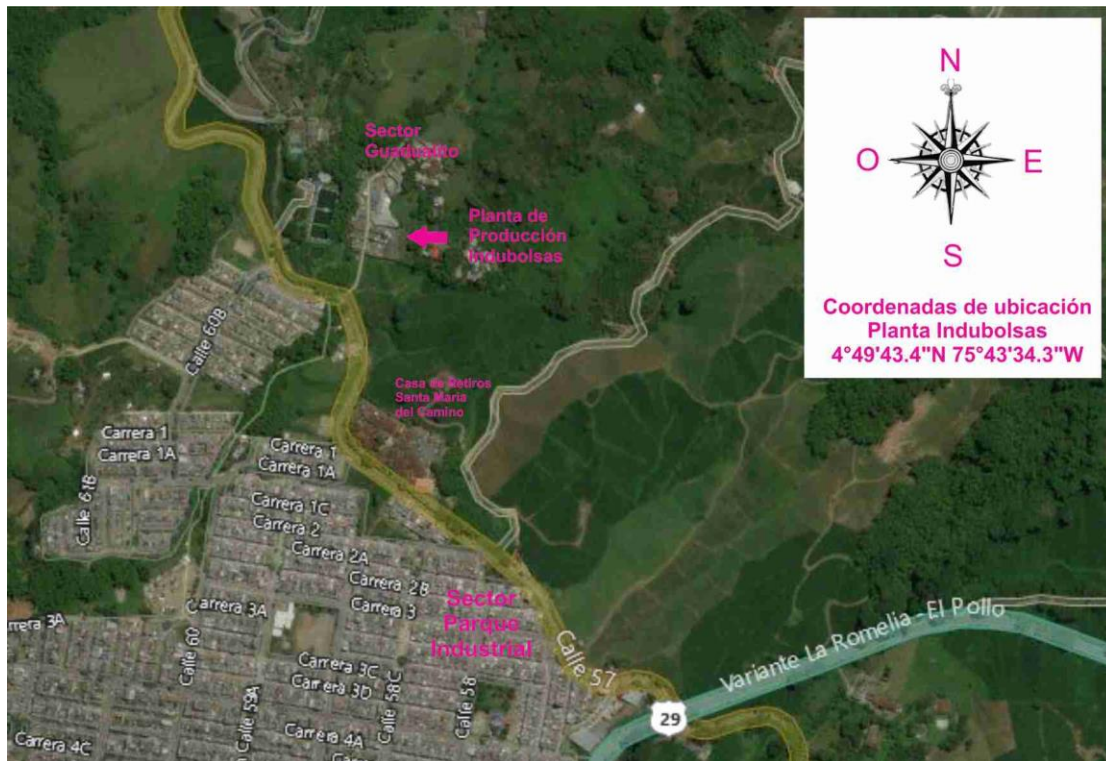 Sector
Guadualito
Planta de
Producción
Indubolsas
N
O
E
S
Coordenadas de ubicación
Planta Indubolsas
4°49'43.4"N 75°43'34.3"W
Calle 60B
Casa de Retiros
Santa Maria
del Camino
Carrera 1
Carrera 1A
Carrera 1
Carrera 1A
Calle 61B
Carrera 1C
Carrera 2
Carrera 2A
Carrera 2B
Carrera 3
Carrera 3A
Carrera 3A
Sector
Parque
Industrial
Calle 60
Calle 57
Variante La Romelia - El Pollo
Carrera 3C
Carrera 3D
Calle 59A
Calle 58C
Calle 58
29
Carrera 4A
Carrera 4C